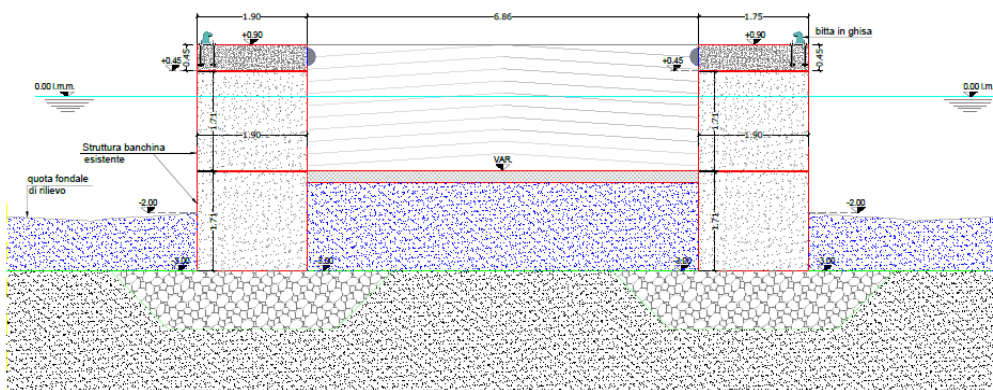 1.90
6.86
1.75
bitta in ghisa
+0.90
+0.90
0.45
+0.45
+0.45
0.45
0.00 l.m.m.
0.00 l.m.
1.71
1.71
1.90
1.90
Struttura banchina
esistente
VAR.
quota fondale
di rilievo
-2.00
-2.00
1.71
1.71
-3.00
-3.00
-3.00
-3.00